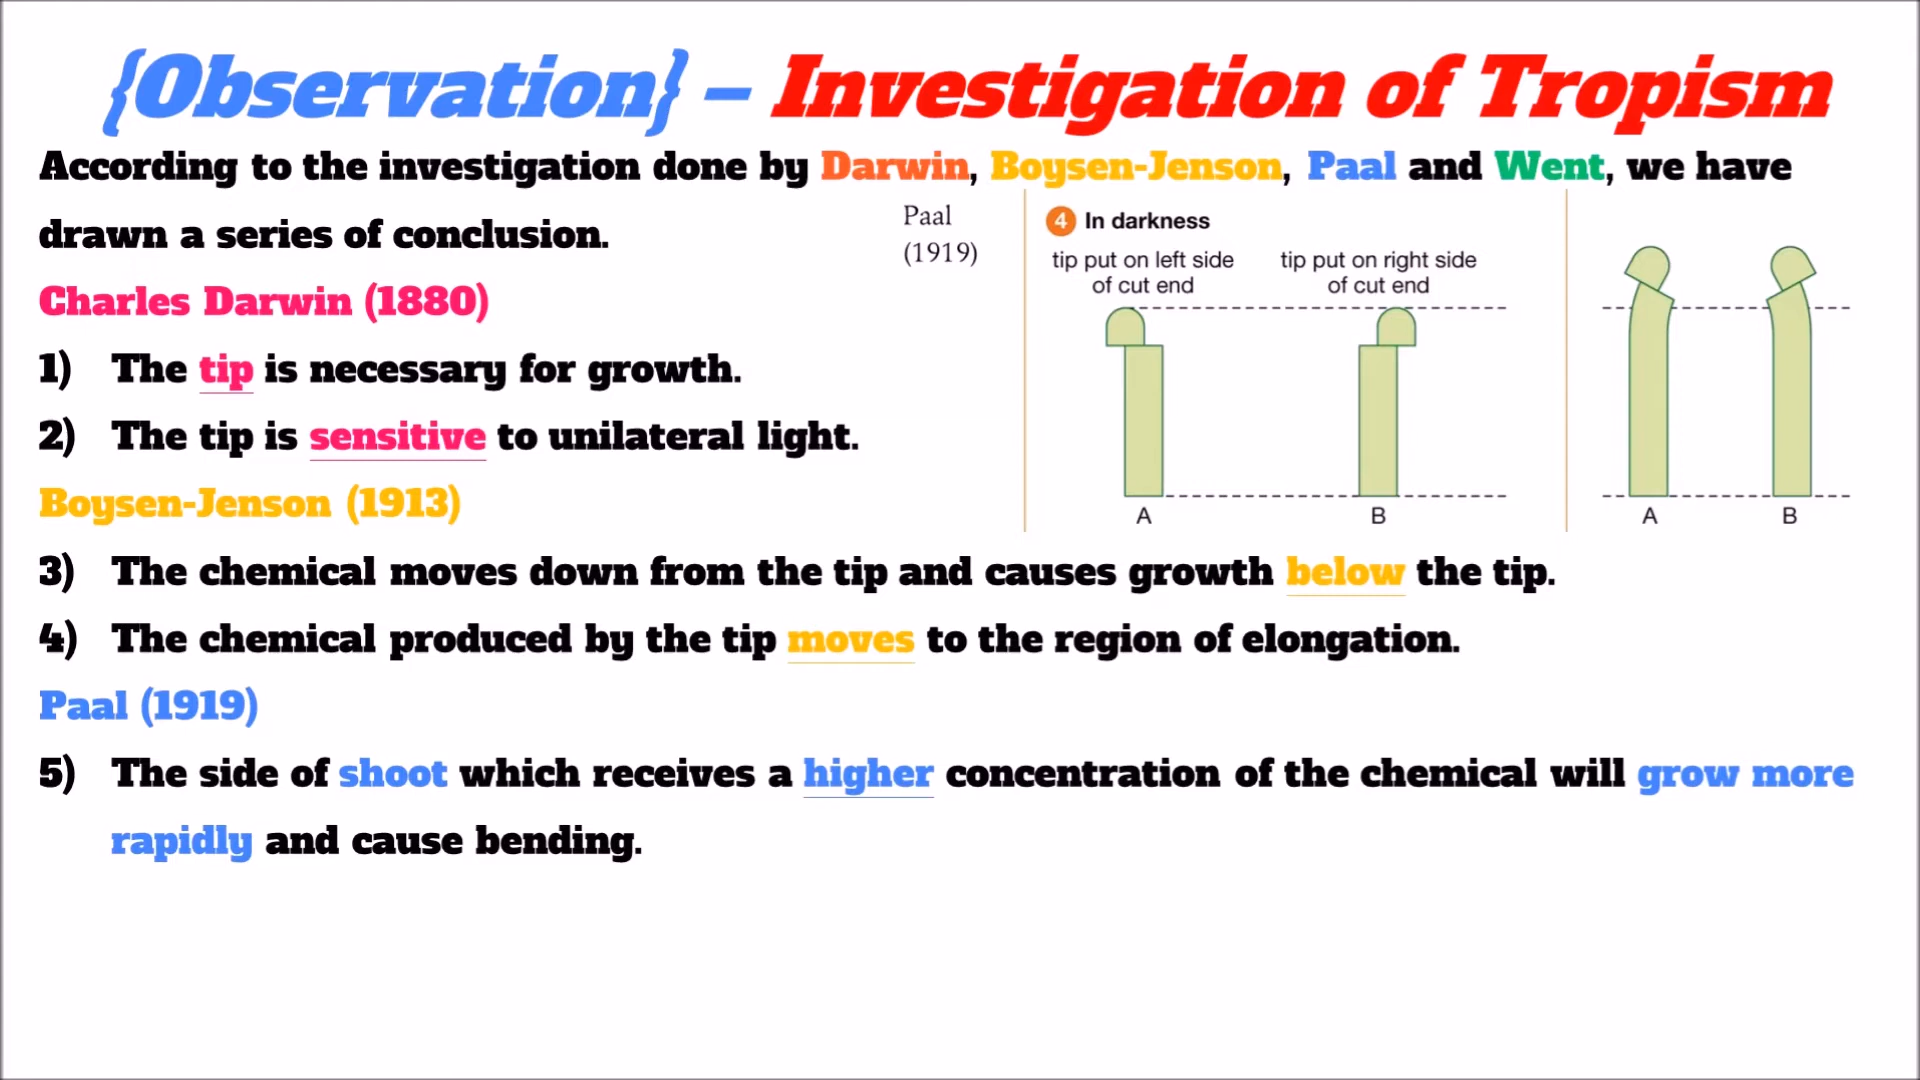 {Observation} – Investigation of Tropism
According to the investigation done by Darwin, Boysen-Jenson, Paal and Went, we have
drawn a series of conclusion.
Paal
(1919)
4 In darkness
tip put on left side
of cut end
tip put on right side
of cut end
A
B
A
B
Charles Darwin (1880)
1) The tip is necessary for growth.
2) The tip is sensitive to unilateral light.
Boysen-Jenson (1913)
3) The chemical moves down from the tip and causes growth below the tip.
4) The chemical produced by the tip moves to the region of elongation.
Paal (1919)
5) The side of shoot which receives a higher concentration of the chemical will grow more
rapidly and cause bending.